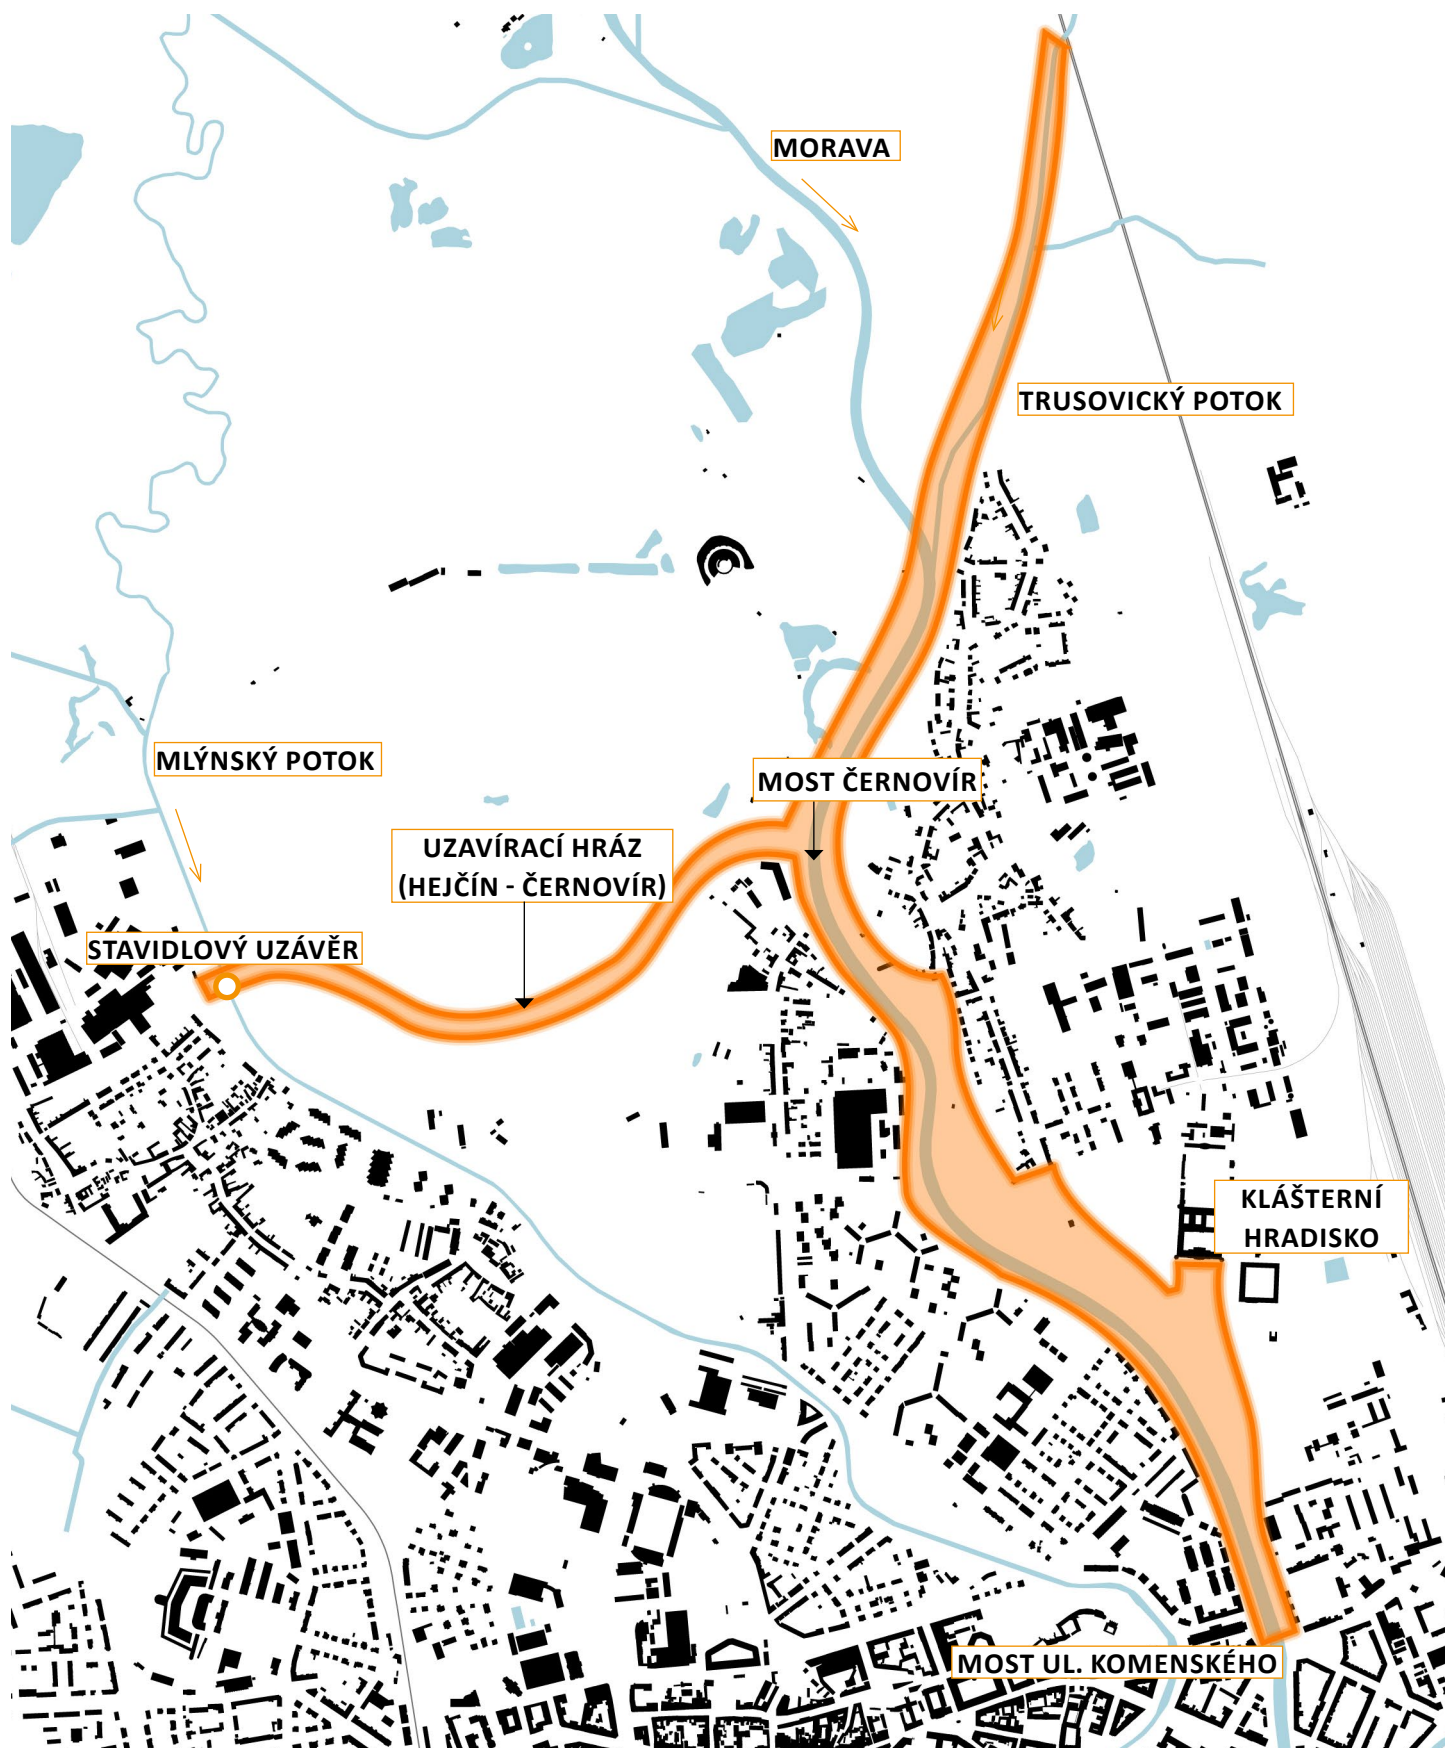 MORAVA
TRUSOVICKÝ POTOK
MLÝNSKÝ POTOK
MOST ČERNOVÍR
UZAVÍRACÍ HRÁZ
(HEJČÍN - ČERNOVÍR)
STAVIDLOVÝ UZÁVĚR
KLÁŠTERNÍ
HRADISKO
MOST UL. KOMENSKÉHO